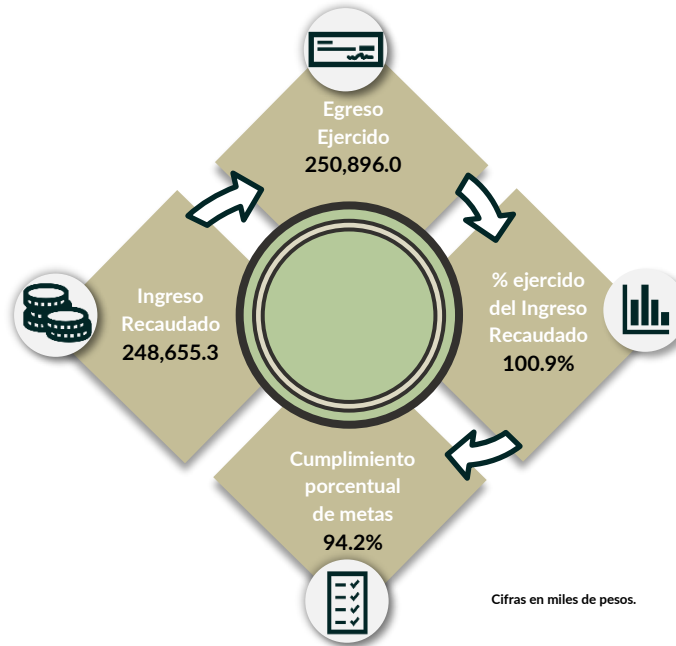 Egreso
Ejercido
250,896.0
Ingreso
Recaudado
248,655.3
% ejercido
del Ingreso
Recaudado
100.9%
Cumplimiento
porcentual
de metas
94.2%
Cifras en miles de pesos.